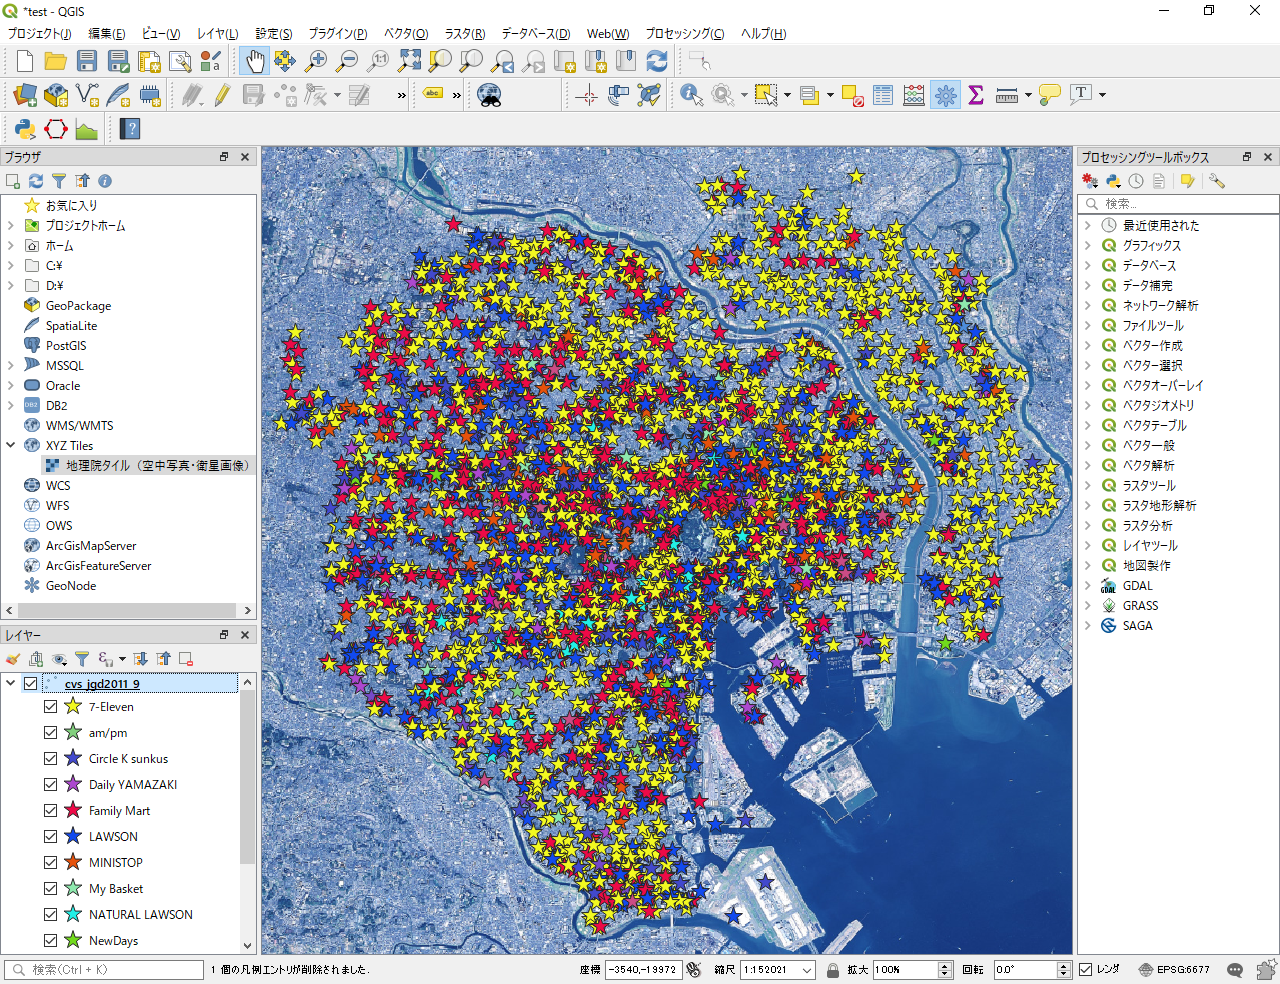 *test - QGIS
プロジェクト(J) 編集(E) ビュー(V) レイヤ(L) 設定(S) プラグイン(P) ベクタ(O) ラスタ(R) データベース(D) Web(W) プロセッシング(C) ヘルプ(H)
1:1
abc
T
?
ブラウザ
お気に入り
プロジェクトホーム
ホーム
C:¥
D:¥
GeoPackage
SpatiaLite
PostGIS
MSSQL
Oracle
DB2 DB2
WMS/WMTS
XYZ Tiles
地理院タイル（空中写真・衛星画像）
WCS
WFS
OWS
ArcGisMapServer
ArcGisFeatureServer
GeoNode
レイヤー
cvs_jgd2011_9
7-Eleven
am/pm
Circle K sunkus
Daily YAMAZAKI
Family Mart
LAWSON
MINISTOP
My Basket
NATURAL LAWSON
NewDays
プロセッシングツールボックス
検索...
最近使用された
グラフィックス
データベース
データ補完
ネットワーク解析
ファイルツール
ベクター作成
ベクター選択
ベクタオーバーレイ
ベクタジオメトリ
ベクタテーブル
ベクタ一般
ベクタ解析
ラスタツール
ラスタ地形解析
ラスタ分析
レイヤツール
地図製作
GDAL GDAL
GRASS
SAGA
検索(Ctrl + K) 1 個の凡例エントリが削除されました. 座標 -3540,-19972 縮尺 1:152021 拡大 100% 回転 0.0° レンダ EPSG:6677